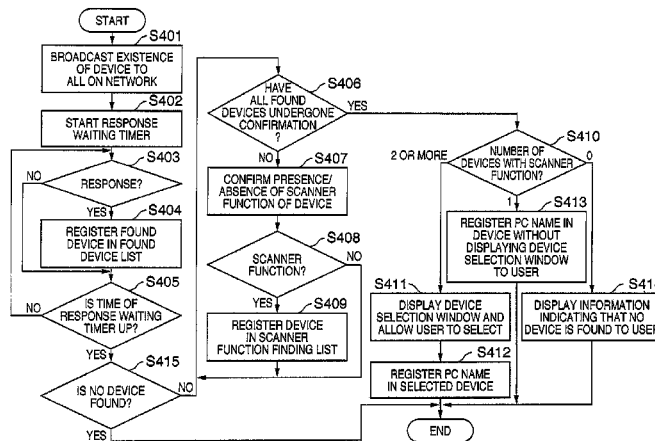 START
S401
BROADCAST EXISTENCE
OF DEVICE TO
ALL ON NETWORK
S402
START RESPONSE
WAITING TIMER
S403
NO
RESPONSE?
YES
S404
REGISTER FOUND
DEVICE IN FOUND
DEVICE LIST
S405
NO
IS TIME OF
RESPONSE WAITING
TIMER UP?
YES
S415
IS NO DEVICE
FOUND?
NO
YES
S406
HAVE
ALL FOUND
DEVICES UNDERGONE
CONFIRMATION
?
YES
NO
S407
CONFIRM PRESENCE/
ABSENCE OF SCANNER
FUNCTION OF DEVICE
S408
SCANNER
FUNCTION?
NO
YES
S409
REGISTER DEVICE
IN SCANNER
FUNCTION FINDING LIST
S410
2 OR MORE
NUMBER OF
DEVICES WITH SCANNER
FUNCTION?
0
1
S413
REGISTER PC NAME IN
DEVICE WITHOUT
DISPLAYING DEVICE
SELECTION WINDOW
TO USER
S411
DISPLAY DEVICE
SELECTION WINDOW AND
ALLOW USER TO SELECT
S412
REGISTER PC NAME
IN SELECTED DEVICE
DISPLAY INFORMATION
INDICATING THAT NO
DEVICE IS FOUND TO USER
END